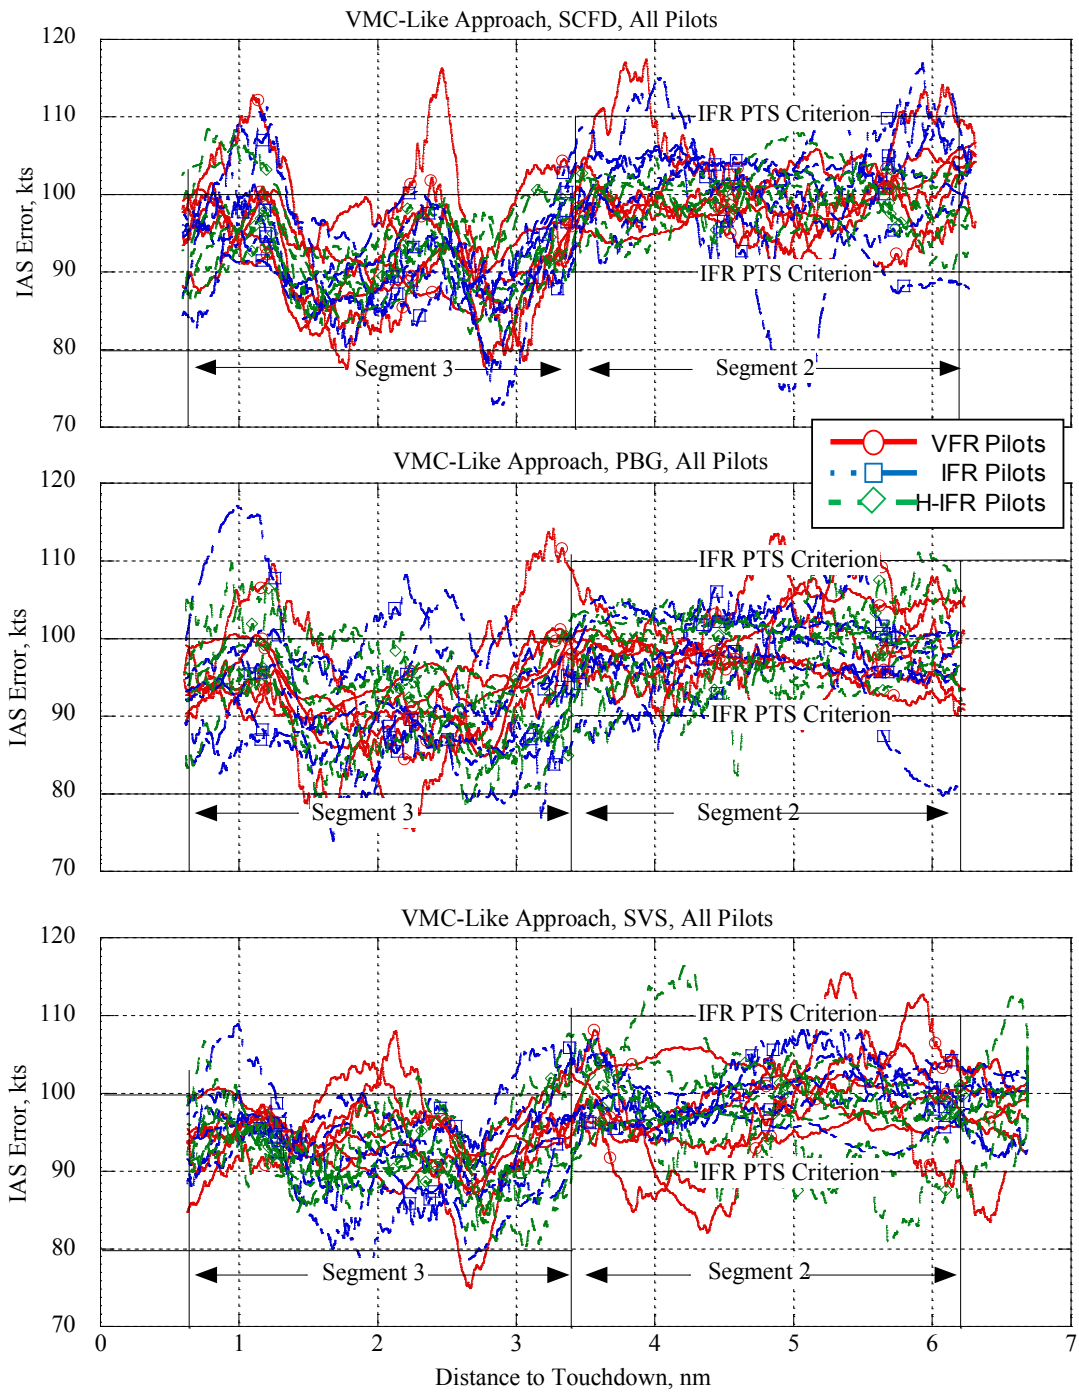 VMC-Like Approach, SCFD, All Pilots
120
110
100
90
80
70
IAS Error, kts
IFR PTS Criterion
IFR PTS Criterion
Segment 3
Segment 2
VFR Pilots
IFR Pilots
H-IFR Pilots
VMC-Like Approach, PBG, All Pilots
120
110
100
90
80
70
IAS Error, kts
IFR PTS Criterion
IFR PTS Criterion
Segment 3
Segment 2
VMC-Like Approach, SVS, All Pilots
120
110
100
90
80
70
IAS Error, kts
IFR PTS Criterion
IFR PTS Criterion
Segment 3
Segment 2
0 1 2 3 4 5 6 7
Distance to Touchdown, nm